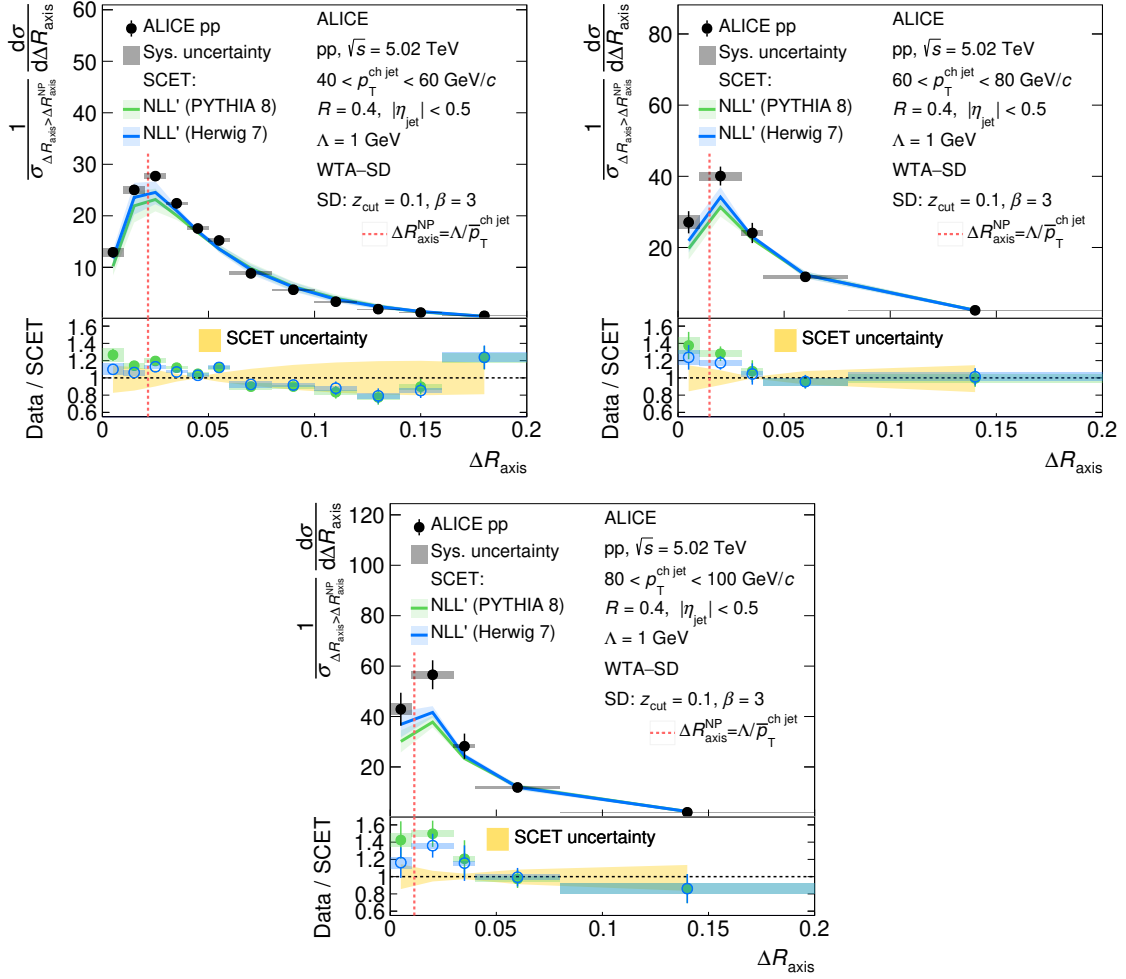 60
50
40
30
20
10
1/σ_{ΔR_axis>ΔR_axis^NP} dσ/dΔR_axis
ALICE pp
Sys. uncertainty
SCET:
NLL' (PYTHIA 8)
NLL' (Herwig 7)
ALICE
pp, √s = 5.02 TeV
40 < p_T^{ch jet} < 60 GeV/c
R = 0.4, |η_jet| < 0.5
Λ = 1 GeV
WTA–SD
SD: z_cut = 0.1, β = 3
ΔR_axis^NP=Λ/p̅_T^{ch jet}
1.6
1.4
1.2
1
0.8
0.6
Data / SCET
SCET uncertainty
0 0.05 0.1 0.15 0.2
ΔR_axis
80
60
40
20
1/σ_{ΔR_axis>ΔR_axis^NP} dσ/dΔR_axis
ALICE pp
Sys. uncertainty
SCET:
NLL' (PYTHIA 8)
NLL' (Herwig 7)
ALICE
pp, √s = 5.02 TeV
60 < p_T^{ch jet} < 80 GeV/c
R = 0.4, |η_jet| < 0.5
Λ = 1 GeV
WTA–SD
SD: z_cut = 0.1, β = 3
ΔR_axis^NP=Λ/p̅_T^{ch jet}
1.6
1.4
1.2
1
0.8
0.6
Data / SCET
SCET uncertainty
0 0.05 0.1 0.15 0.2
ΔR_axis
120
100
80
60
40
20
1/σ_{ΔR_axis>ΔR_axis^NP} dσ/dΔR_axis
ALICE pp
Sys. uncertainty
SCET:
NLL' (PYTHIA 8)
NLL' (Herwig 7)
ALICE
pp, √s = 5.02 TeV
80 < p_T^{ch jet} < 100 GeV/c
R = 0.4, |η_jet| < 0.5
Λ = 1 GeV
WTA–SD
SD: z_cut = 0.1, β = 3
ΔR_axis^NP=Λ/p̅_T^{ch jet}
1.6
1.4
1.2
1
0.8
0.6
Data / SCET
SCET uncertainty
0 0.05 0.1 0.15 0.2
ΔR_axis